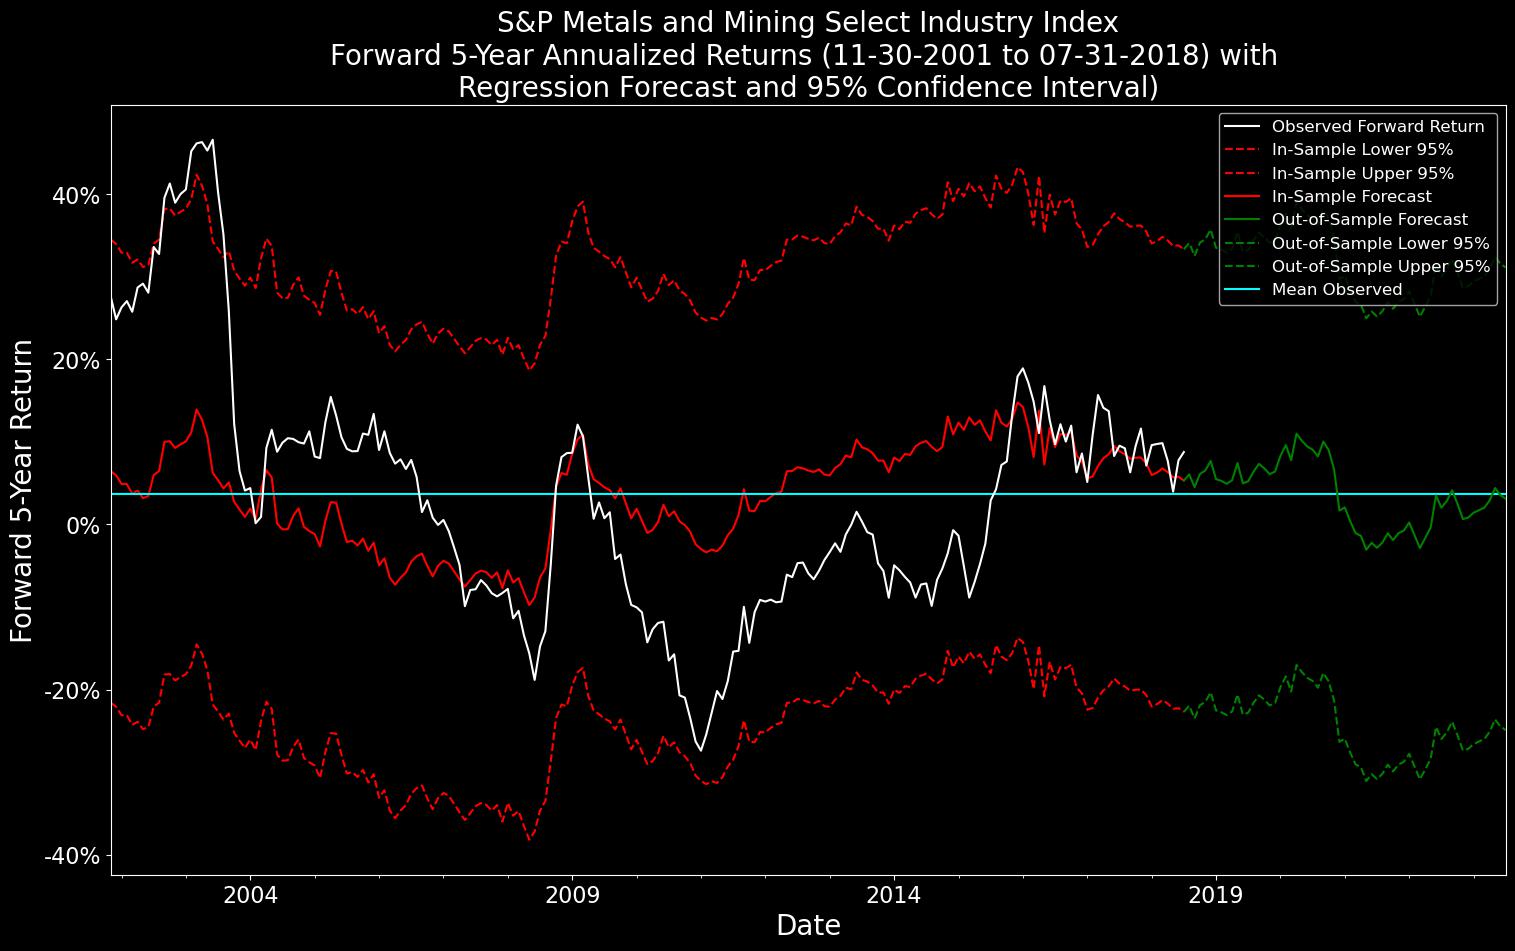 S&P Metals and Mining Select Industry Index
Forward 5-Year Annualized Returns (11-30-2001 to 07-31-2018) with
Regression Forecast and 95% Confidence Interval)
Observed Forward Return
In-Sample Lower 95%
In-Sample Upper 95%
In-Sample Forecast
Out-of-Sample Forecast
Out-of-Sample Lower 95%
Out-of-Sample Upper 95%
Mean Observed
Forward 5-Year Return
40%
20%
0%
-20%
-40%
2004
2009
2014
2019
Date